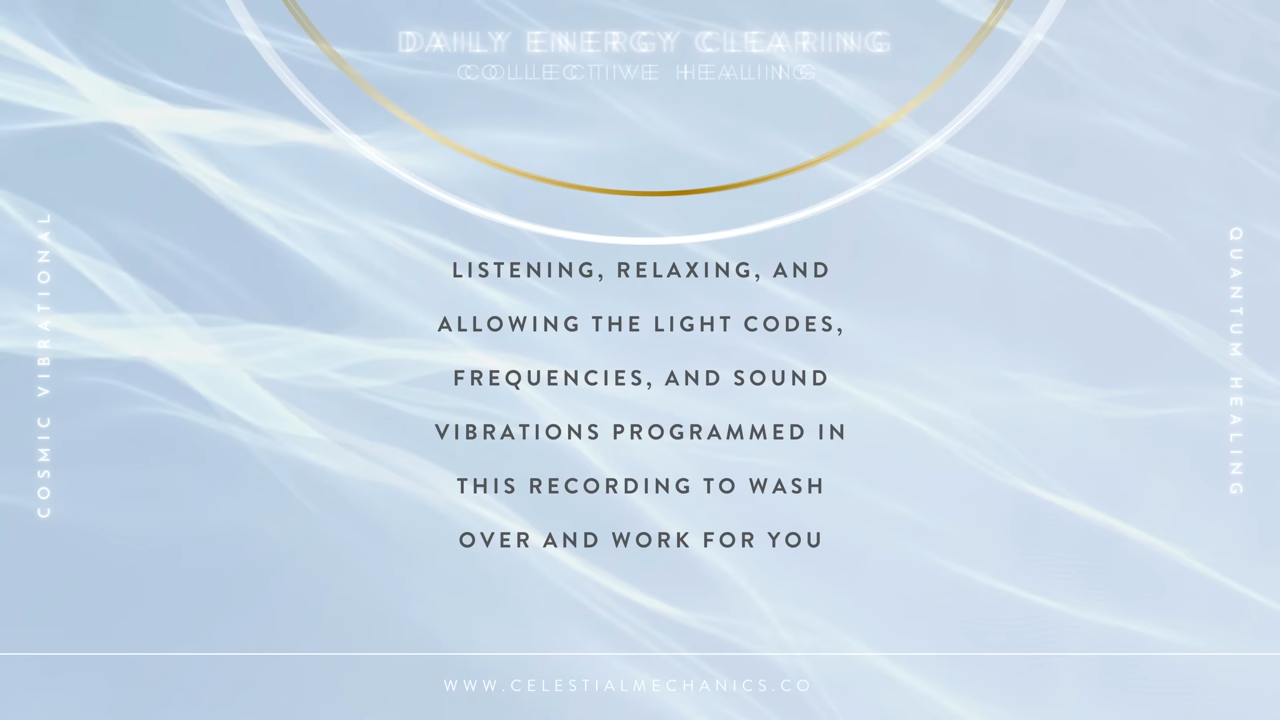 DAILY ENERGY CLEARING
COLLECTIVE HEALING
COSMIC VIBRATIONAL
LISTENING, RELAXING, AND
ALLOWING THE LIGHT CODES,
FREQUENCIES, AND SOUND
VIBRATIONS PROGRAMMED IN
THIS RECORDING TO WASH
OVER AND WORK FOR YOU
QUANTUM HEALING
WWW.CELESTIALMECHANICS.CO